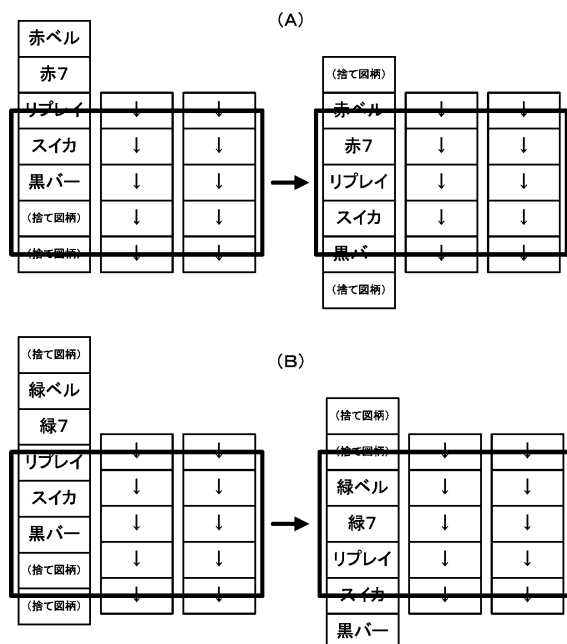 (A)
赤ベル
赤7
リプレイ
スイカ
黒バー
(捨て図柄)
(捨て図柄)
↓ ↓
↓ ↓
↓ ↓
↓ ↓
↓ ↓
→
(捨て図柄)
赤ベル
赤7
リプレイ
スイカ
黒バー
(捨て図柄)
↓ ↓
↓ ↓
↓ ↓
↓ ↓
↓ ↓
(B)
(捨て図柄)
緑ベル
緑7
リプレイ
スイカ
黒バー
(捨て図柄)
(捨て図柄)
↓ ↓
↓ ↓
↓ ↓
↓ ↓
↓ ↓
→
(捨て図柄)
(捨て図柄)
緑ベル
緑7
リプレイ
スイカ
黒バー
↓ ↓
↓ ↓
↓ ↓
↓ ↓
↓ ↓